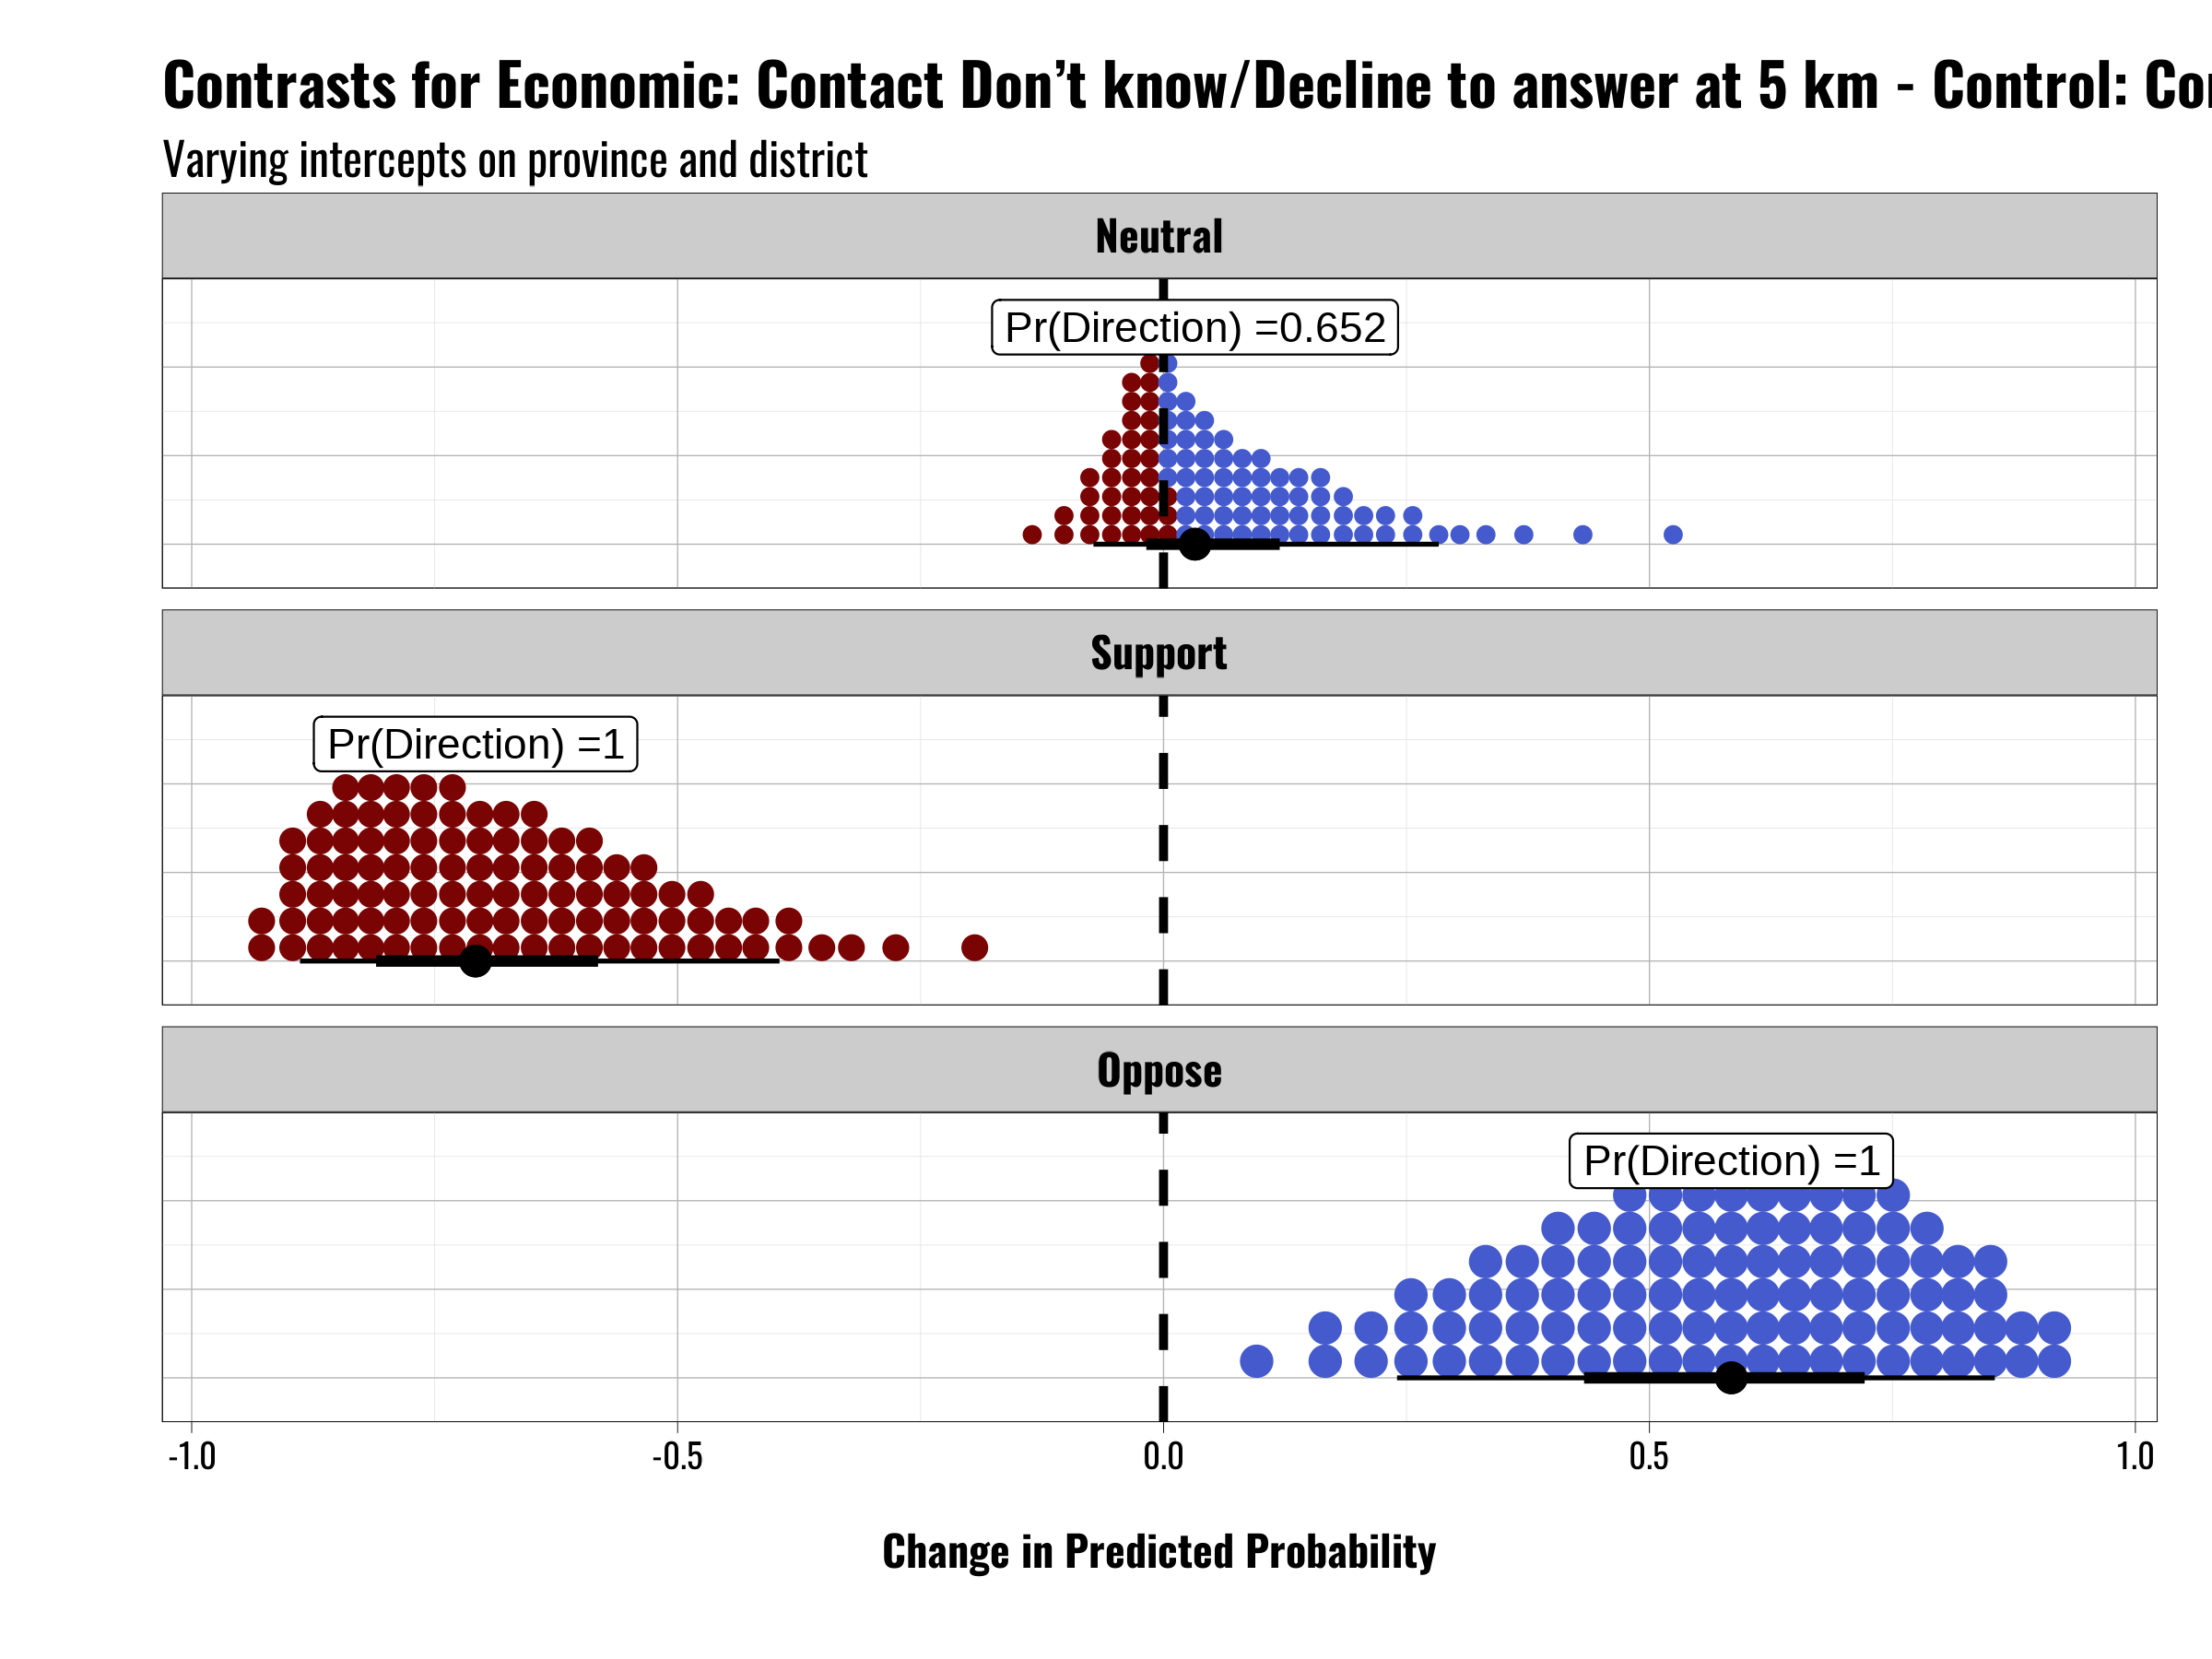 Contrasts for Economic: Contact Don’t know/Decline to answer at 5 km - Control:
Varying intercepts on province and district
Neutral
Pr(Direction) =0.652
Support
Pr(Direction) =1
Oppose
Pr(Direction) =1
-1.0 -0.5 0.0 0.5 1.0
Change in Predicted Probability